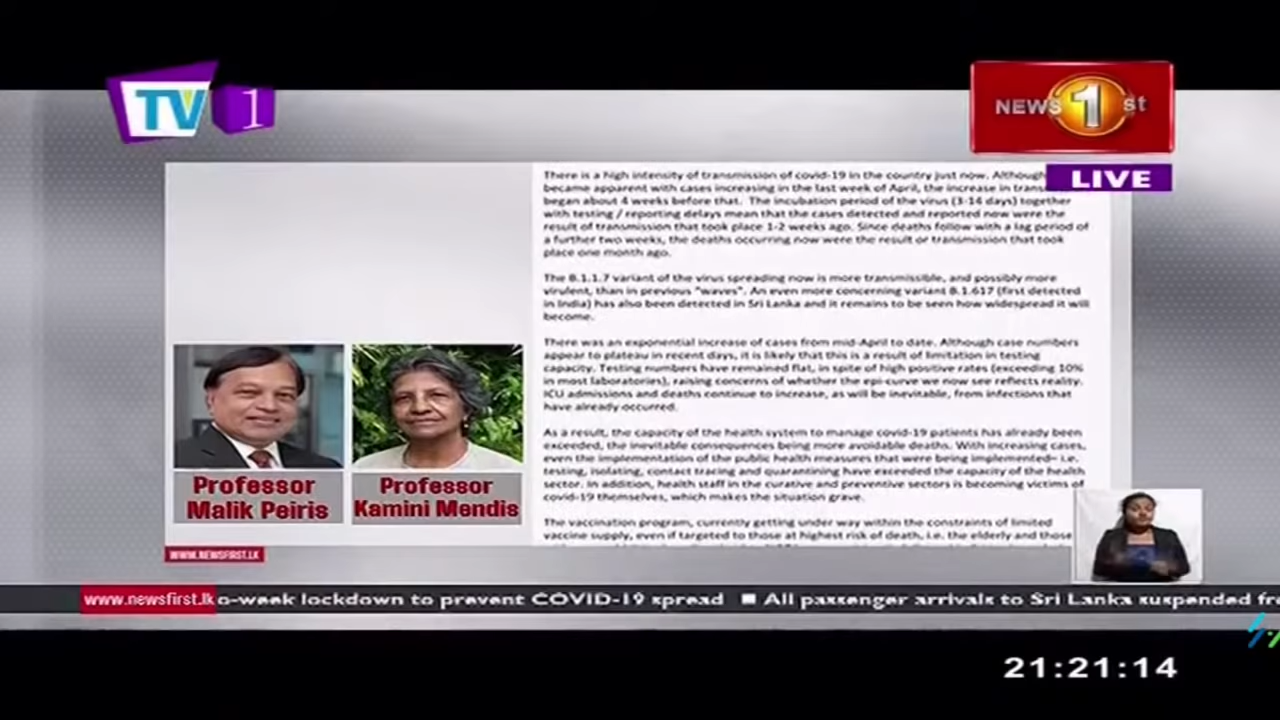 TV 1
NEWS 1st
LIVE
There is a high intensity of transmission of covid-19 in the country just now. Although
became apparent with cases increasing in the last week of April, the increase in trans
began about 4 weeks before that. The incubation period of the virus (3-14 days) together
with testing / reporting delays mean that the cases detected and reported now were the
result of transmission that took place 1-2 weeks ago. Since deaths follow with a lag period of
a further two weeks, the deaths occurring now were the result or transmission that took
place one month ago.
The B.1.1.7 variant of the virus spreading now is more transmissible, and possibly more
virulent, than in previous "waves". An even more concerning variant B.1.617 (first detected
in India) has also been detected in Sri Lanka and it remains to be seen how widespread it will
become.
There was an exponential increase of cases from mid-April to date. Although case numbers
appear to plateau in recent days, it is likely that this is a result of limitation in testing
capacity. Testing numbers have remained flat, in spite of high positive rates (exceeding 10%
in most laboratories), raising concerns of whether the epi-curve we now see reflects reality.
ICU admissions and deaths continue to increase, as will be inevitable, from infections that
have already occurred.
As a result, the capacity of the health system to manage covid-19 patients has already been
exceeded, the inevitable consequences being more avoidable deaths. With increasing cases,
even the implementation of the public health measures that were being implemented– i.e.
testing, isolating, contact tracing and quarantining have exceeded the capacity of the health
sector. In addition, health staff in the curative and preventive sectors is becoming victims of
covid-19 themselves, which makes the situation grave.
The vaccination program, currently getting under way within the constraints of limited
vaccine supply, even if targeted to those at highest risk of death, i.e. the elderly and those
Professor
Malik Peiris
Professor
Kamini Mendis
WWW.NEWSFIRST.LK
www.newsfirst.lk o-week lockdown to prevent COVID-19 spread ■ All passenger arrivals to Sri Lanka suspended fr
21:21:14